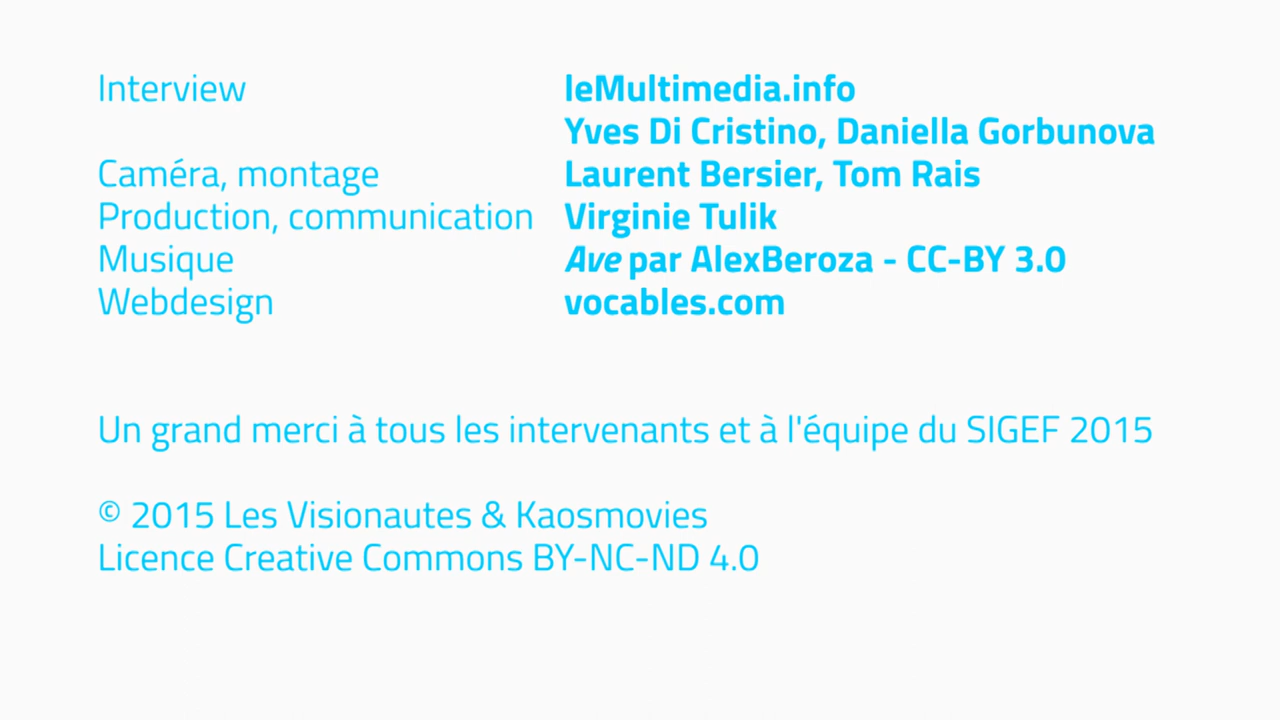 Interview leMultimedia.info
Yves Di Cristino, Daniella Gorbunova
Caméra, montage Laurent Bersier, Tom Rais
Production, communication Virginie Tulik
Musique Ave par AlexBeroza - CC-BY 3.0
Webdesign vocables.com
Un grand merci à tous les intervenants et à l'équipe du SIGEF 2015
© 2015 Les Visionautes & Kaosmovies
Licence Creative Commons BY-NC-ND 4.0